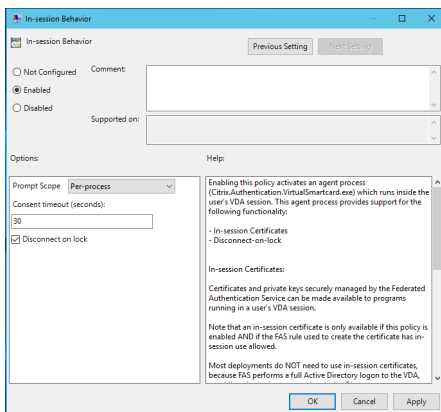 In-session Behavior
In-session Behavior
Previous Setting
Next Setting
Not Configured
Comment:
Enabled
Disabled
Supported on:
Options:
Help:
Prompt Scope Per-process
Consent timeout (seconds):
30
Disconnect on lock
Enabling this policy activates an agent process
(Citrix.Authentication.VirtualSmartcard.exe) which runs inside the
user's VDA session. This agent process provides support for the
following functionality:
- In-session Certificates
- Disconnect-on-lock
In-session Certificates:
Certificates and private keys securely managed by the Federated
Authentication Service can be made available to programs
running in a user's VDA session.
Note that an in-session certificate is only available if this policy is
enabled AND if the FAS rule used to create the certificate has in-
session use allowed.
Most deployments do NOT need to use in-session certificates,
because FAS performs a full Active Directory logon to the VDA,
OK
Cancel
Apply